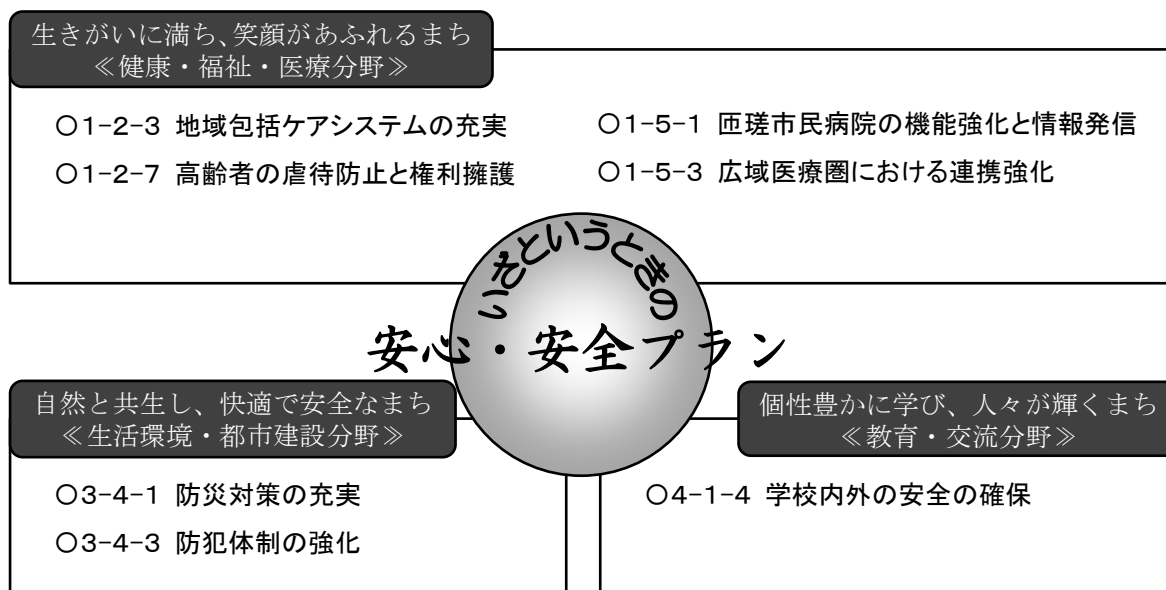 生きがいに満ち、笑顔があふれるまち
≪健康・福祉・医療分野≫
○1-2-3 地域包括ケアシステムの充実
○1-2-7 高齢者の虐待防止と権利擁護
○1-5-1 匝瑳市民病院の機能強化と情報発信
○1-5-3 広域医療圏における連携強化
いざというときの
安心・安全プラン
自然と共生し、快適で安全なまち
≪生活環境・都市建設分野≫
○3-4-1 防災対策の充実
○3-4-3 防犯体制の強化
個性豊かに学び、人々が輝くまち
≪教育・交流分野≫
○4-1-4 学校内外の安全の確保